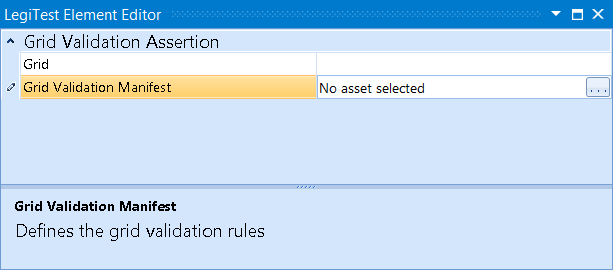 LegiTest Element Editor
Grid Validation Assertion
Grid
Grid Validation Manifest No asset selected ...
Grid Validation Manifest
Defines the grid validation rules